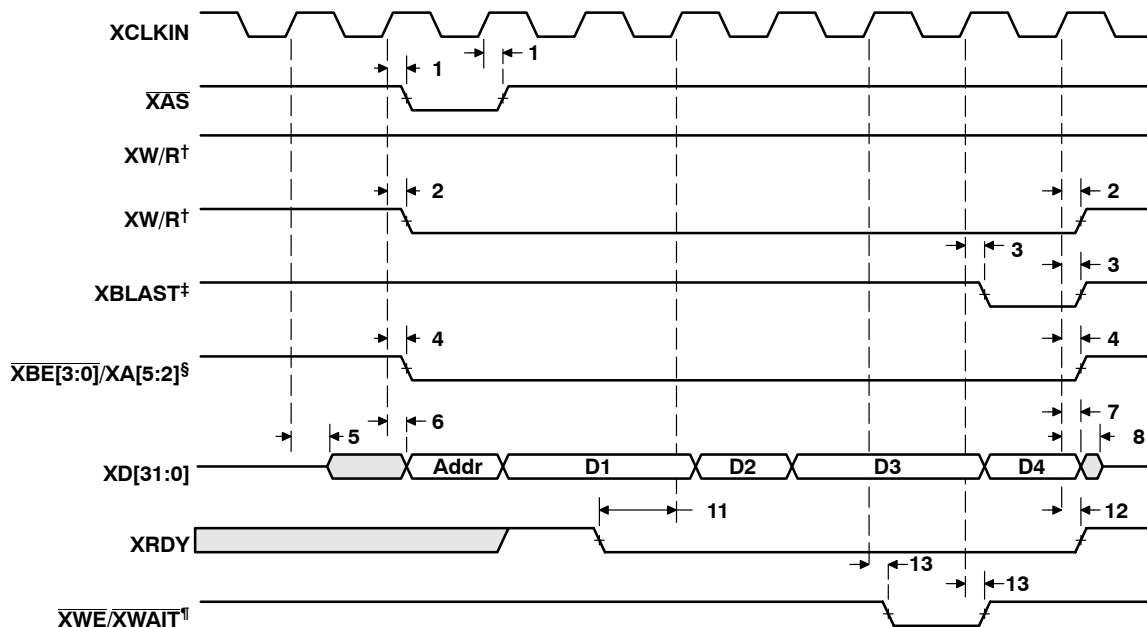 XCLKIN
1
1
XAS
XW/R†
2
2
XW/R†
3
3
XBLAST‡
4
4
XBE[3:0]/XA[5:2]§
6
7
5
8
XD[31:0]
Addr
D1
D2
D3
D4
11
12
XRDY
13
13
XWE/XWAIT¶